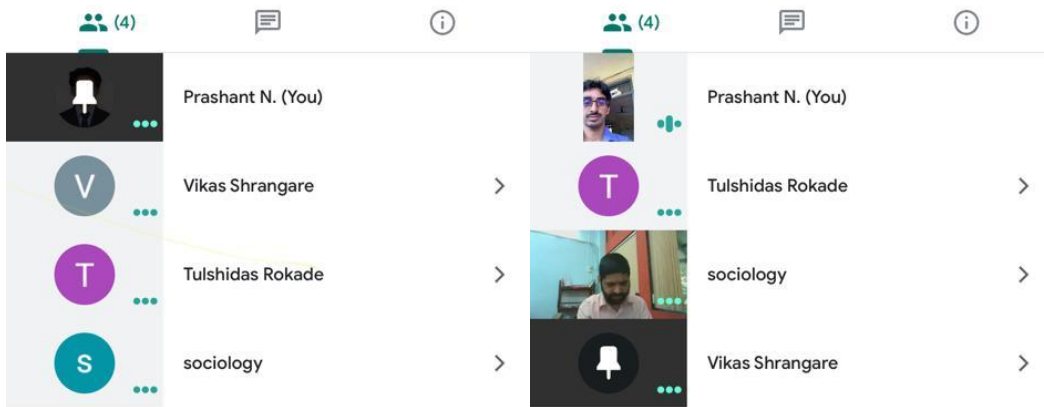 (4)
Prashant N. (You)
V
Vikas Shrangare
T
Tulshidas Rokade
s
sociology
(4)
Prashant N. (You)
T
Tulshidas Rokade
sociology
Vikas Shrangare